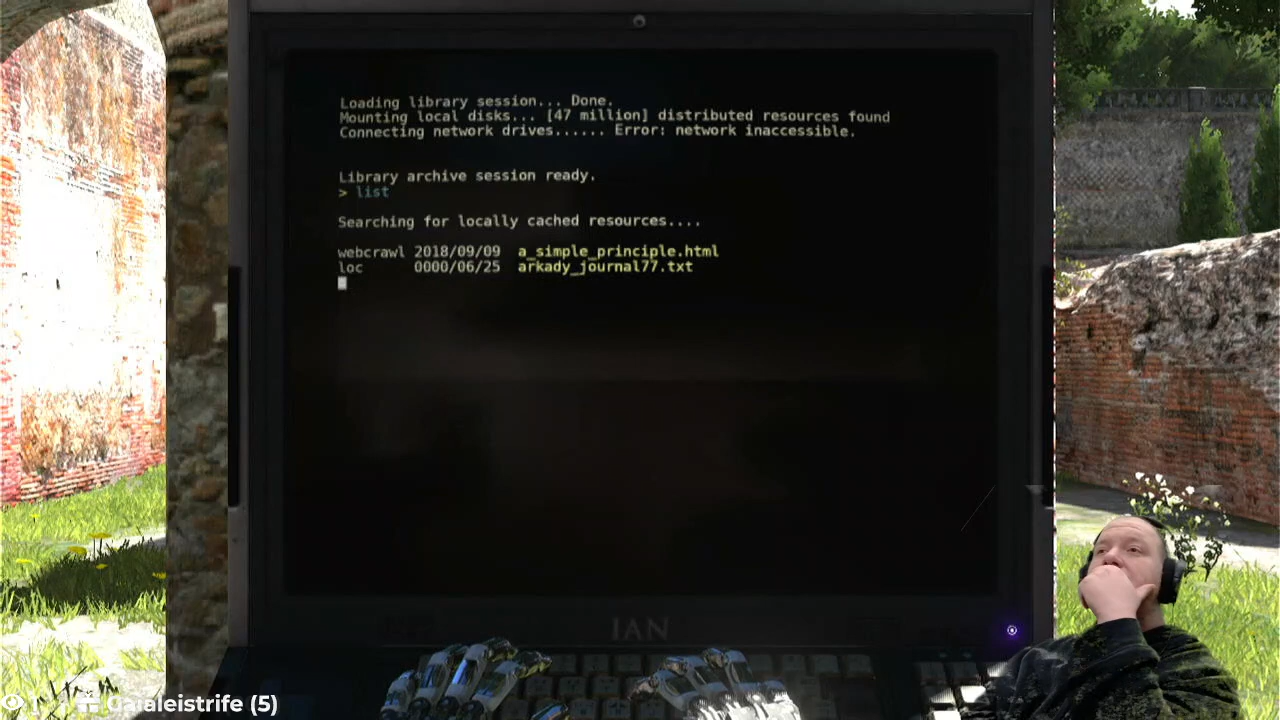 Loading library session... Done.
Mounting local disks... [47 million] distributed resources found
Connecting network drives...... Error: network inaccessible.
Library archive session ready.
> list
Searching for locally cached resources....
webcrawl 2018/09/09 a_simple_principle.html
loc 0000/06/25 arkady_journal77.txt
IAN
Galaleistrife (5)